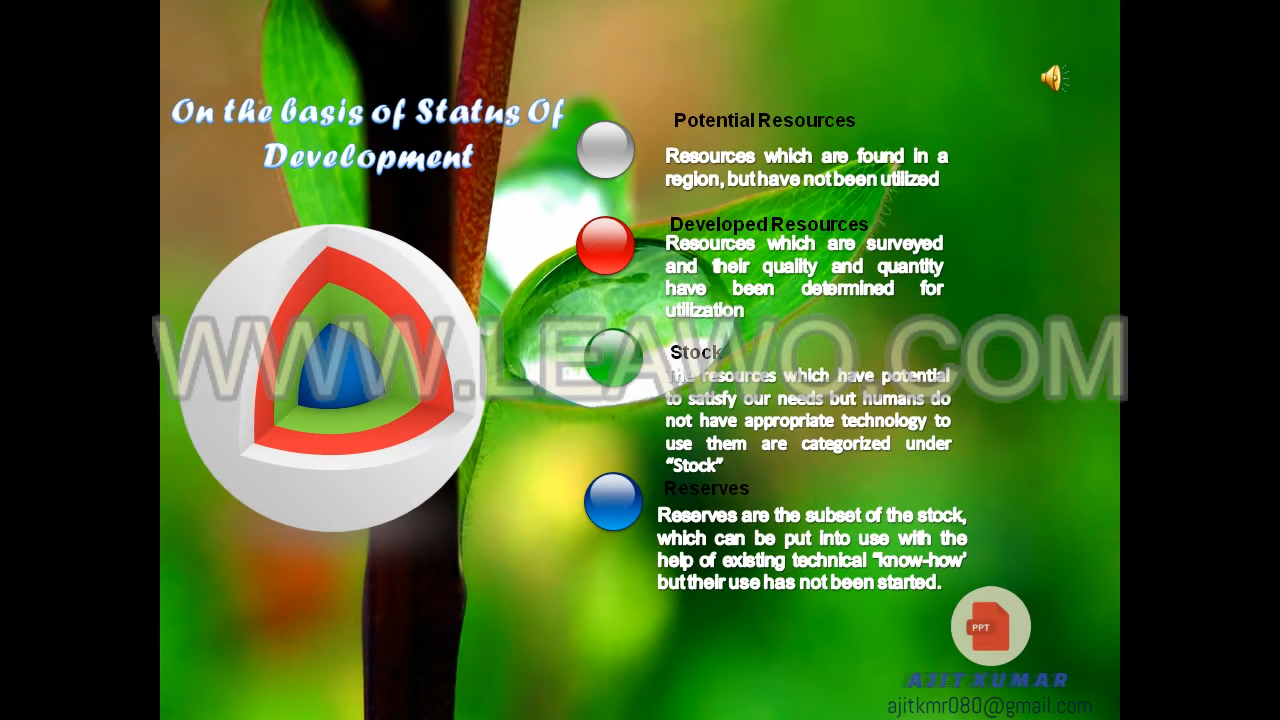 On the basis of Status Of
Development
Potential Resources
Resources which are found in a
region, but have not been utilized
Developed Resources
Resources which are surveyed
and their quality and quantity
have been determined for
utilization
WWW.LEAWO.COM
Stock
The resources which have potential
to satisfy our needs but humans do
not have appropriate technology to
use them are categorized under
“Stock”
Reserves
Reserves are the subset of the stock,
which can be put into use with the
help of existing technical “know-how’
but their use has not been started.
PPT
AJIT KUMAR
ajitkmr080@gmail.com